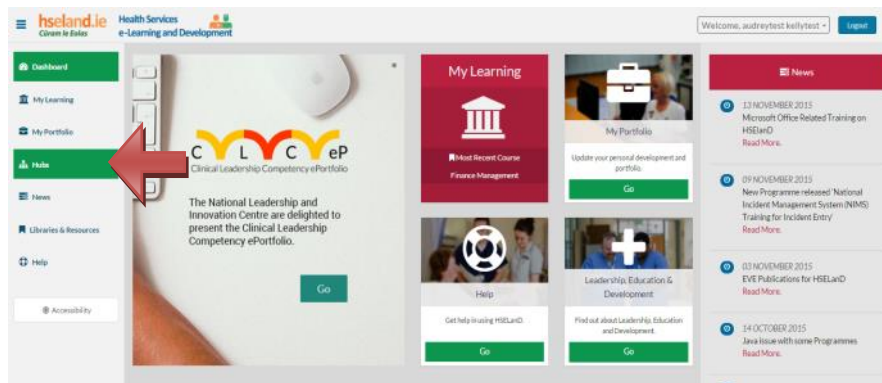 hseland.ie
Cúram le Eolas
Health Services
e-Learning and Development
Welcome, audreytest kellytest
Logout
Dashboard
My Learning
My Portfolio
Hubs
News
Libraries & Resources
Help
Accessibility
C L C eP
Clinical Leadership Competency ePortfolio
The National Leadership and
Innovation Centre are delighted to
present the Clinical Leadership
Competency ePortfolio.
Go
My Learning
Most Recent Course
Finance Management
My Portfolio
Update your personal development and
portfolio.
Go
Help
Get help in using HSELanD.
Go
Leadership, Education &
Development
Find out about Leadership, Education
and Development.
Go
News
13 NOVEMBER 2015
Microsoft Office Related Training on
HSElanD
Read More.
09 NOVEMBER 2015
New Programme released 'National
Incident Management System (NIMS)
Training for Incident Entry'
Read More.
03 NOVEMBER 2015
EVE Publications for HSELanD
Read More.
14 OCTOBER 2015
Java issue with some Programmes
Read More.